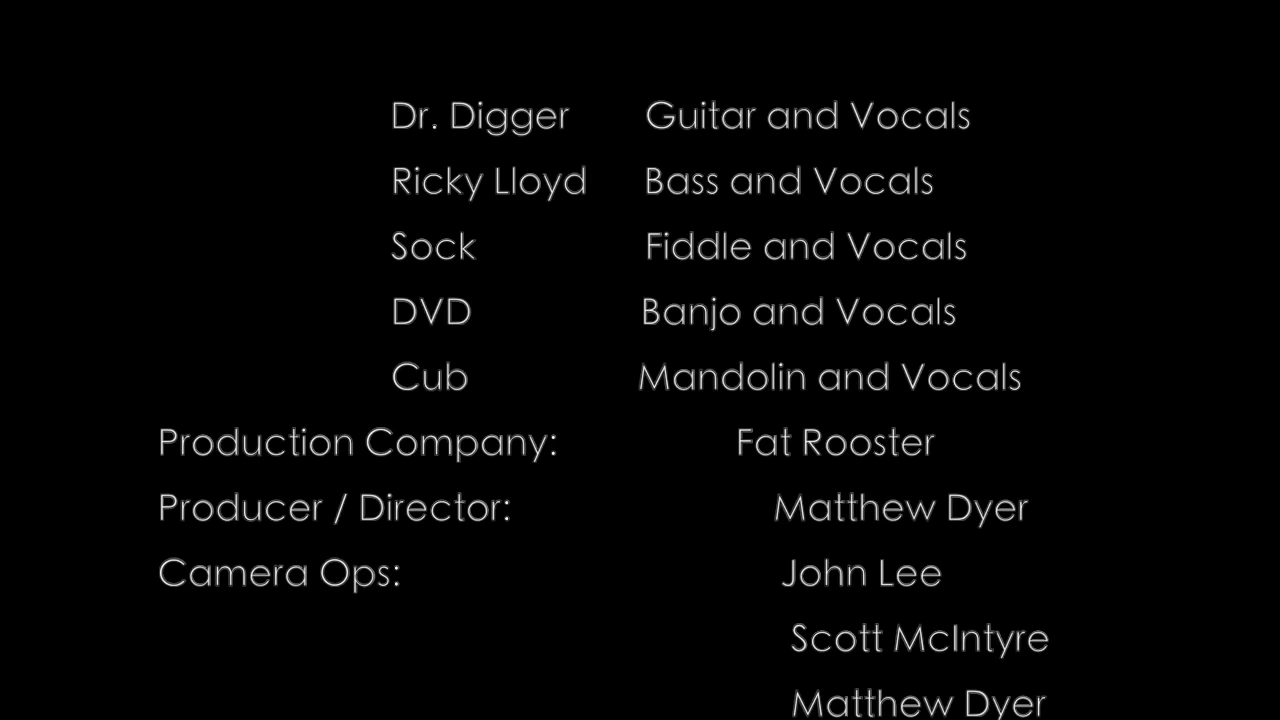 Dr. Digger Guitar and Vocals
Ricky Lloyd Bass and Vocals
Sock Fiddle and Vocals
DVD Banjo and Vocals
Cub Mandolin and Vocals
Production Company: Fat Rooster
Producer / Director: Matthew Dyer
Camera Ops: John Lee
Scott McIntyre
Matthew Dyer